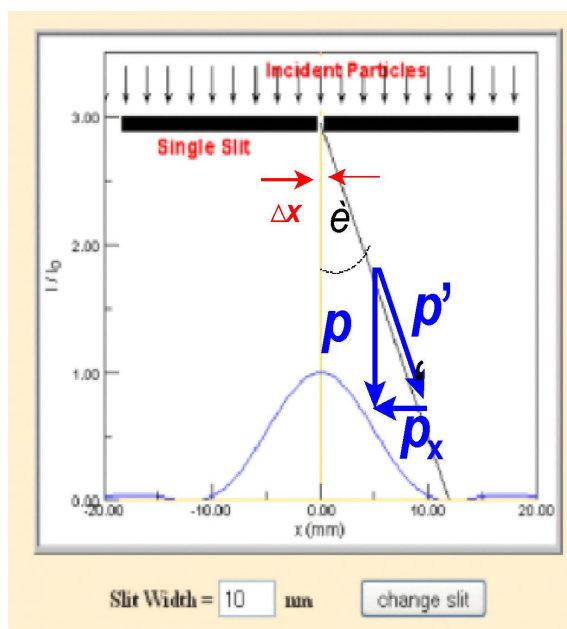 Incident Particles
3.00
Single Slit
Δx
è
2.00
I / I₀
p
p’
1.00
pₓ
0.00
-20.00 -10.00 0.00 10.00 20.00
x (mm)
Slit Width = 10 nm change slit